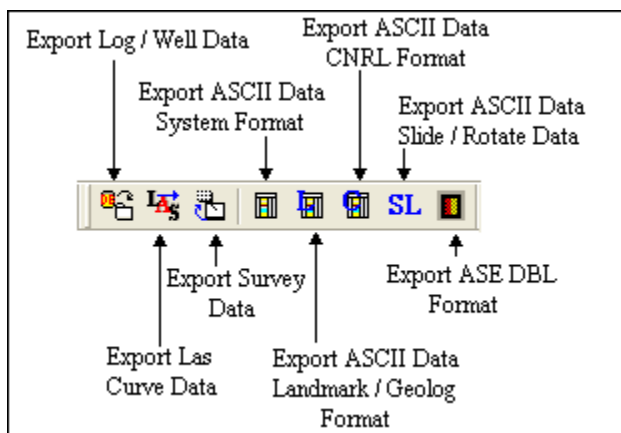 Export Log / Well Data
Export ASCII Data
CNRL Format
Export ASCII Data
System Format
Export ASCII Data
Slide / Rotate Data
LAS
L
C
SL
Export Survey
Data
Export ASE DBL
Format
Export Las
Curve Data
Export ASCII Data
Landmark / Geolog
Format